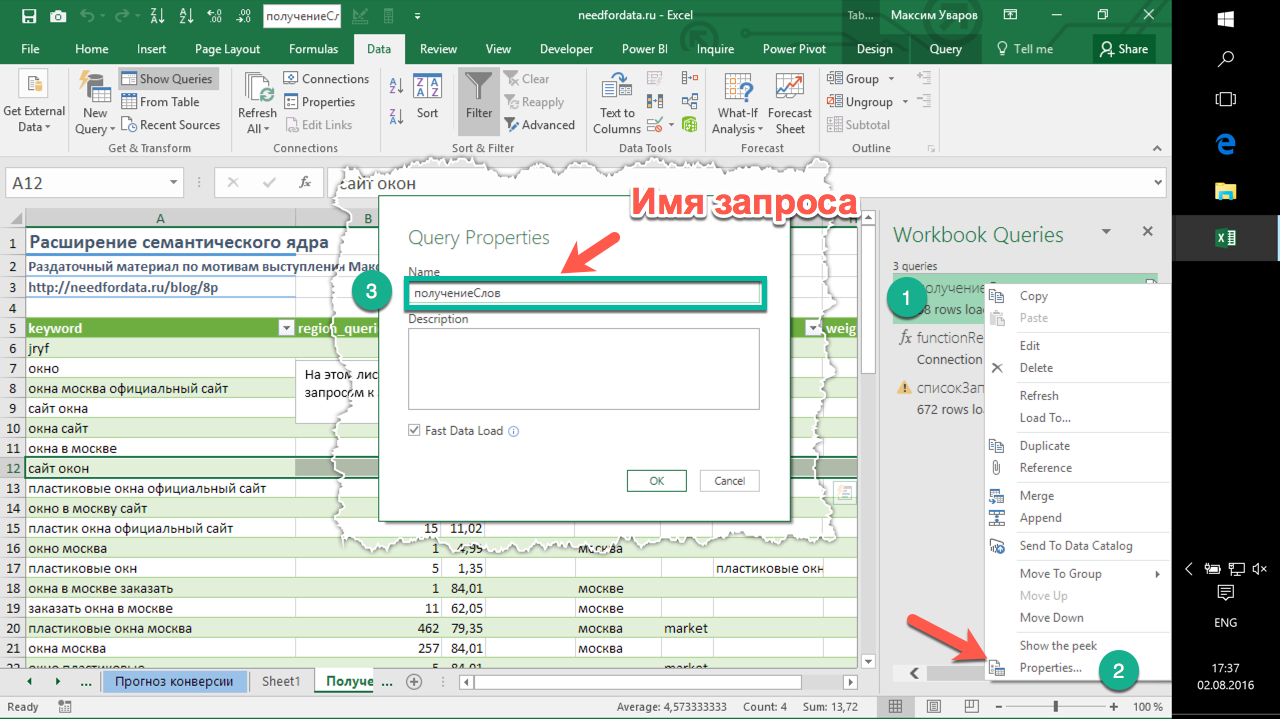 получениеСл
needfordata.ru - Excel
Tab...
Максим Уваров
File Home Insert Page Layout Formulas Data Review View Developer Power BI Inquire Power Pivot Design Query Tell me Share
Get External Data
New Query
Show Queries
From Table
Recent Sources
Get & Transform
Refresh All
Connections
Properties
Edit Links
Connections
Sort
Filter
Clear
Reapply
Advanced
Sort & Filter
Text to Columns
Data Tools
What-If Analysis
Forecast Sheet
Forecast
Group
Ungroup
Subtotal
Outline
A12
fx
сайт окон
Имя запроса
A B
1 Расширение семантического ядра
2 Раздаточный материал по мотивам выступления Мак
3 http://needfordata.ru/blog/8p
4
5 keyword region_queri weig
6 jryf
7 окно
На этом лис
запросом к
8 окна москва официальный сайт
9 сайт окна
10 окна сайт
11 окна в москве
12 сайт окон
13 пластиковые окна официальный сайт
14 окно в москву сайт
15 пластик окна официальный сайт 15 11,02
16 окно москва 1 4,99 москва
17 пластиковые окн 5 1,35 пластиковые окн
18 окна в москве заказать 1 84,01 москве
19 заказать окна в москве 11 62,05 москве
20 пластиковые окна москва 462 79,35 москва market
21 окна москва 257 84,01 москва
22 окно пластиковые 5 84,01 market
Query Properties
Name
3
получениеСлов
Description
Fast Data Load
OK Cancel
Workbook Queries
3 queries
1
получение
98 rows loa
fx functionRe
Connection
списокЗап
672 rows loa
Copy
Paste
Edit
Delete
Refresh
Load To...
Duplicate
Reference
Merge
Append
Send To Data Catalog
Move To Group
Move Up
Move Down
Show the peek
Properties...
2
... Прогноз конверсии Sheet1 Получе ...
Ready
Average: 4,573333333 Count: 4 Sum: 13,72
100 %
ENG
17:37
02.08.2016